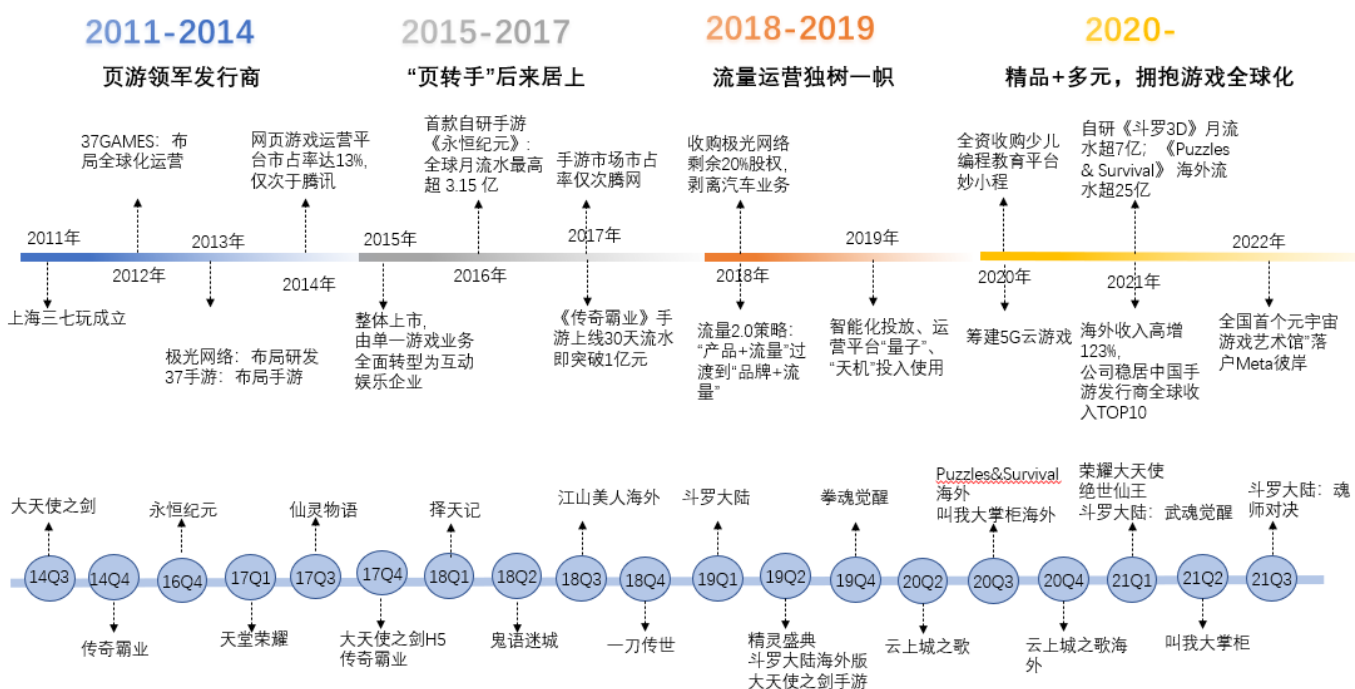 2011-2014
页游领军发行商
2015-2017
“页转手”后来居上
2018-2019
流量运营独树一帜
2020-
精品+多元，拥抱游戏全球化
37GAMES：布
局全球化运营
网页游戏运营平
台市占率达13%,
仅次于腾讯
首款自研手游
《永恒纪元》:
全球月流水最高
超 3.15 亿
手游市场市占
率仅次腾网
收购极光网络
剩余20%股权,
剥离汽车业务
全资收购少儿
编程教育平台
妙小程
自研《斗罗3D》月流
水超7亿；《Puzzles
& Survival》 海外流
水超25亿
2011年
2012年
2013年
2014年
2015年
2016年
2017年
2018年
2019年
2020年
2021年
2022年
上海三七玩成立
极光网络：布局研发
37手游：布局手游
整体上市,
由单一游戏业务
全面转型为互动
娱乐企业
《传奇霸业》手
游上线30天流水
即突破1亿元
流量2.0策略：
“产品+流量”过
渡到“品牌+流
量”
智能化投放、运
营平台“量子”、
“天机”投入使用
筹建5G云游戏
海外收入高增
123%,
公司稳居中国手
游发行商全球收
入TOP10
全国首个元宇宙
游戏艺术馆”落
户Meta彼岸
大天使之剑
永恒纪元
仙灵物语
择天记
江山美人海外
斗罗大陆
拳魂觉醒
Puzzles&Survival
海外
叫我大掌柜海外
荣耀大天使
绝世仙王
斗罗大陆：武魂觉醒
斗罗大陆：魂
师对决
14Q3
14Q4
16Q4
17Q1
17Q3
17Q4
18Q1
18Q2
18Q3
18Q4
19Q1
19Q2
19Q4
20Q2
20Q3
20Q4
21Q1
21Q2
21Q3
传奇霸业
天堂荣耀
大天使之剑H5
传奇霸业
鬼语迷城
一刀传世
精灵盛典
斗罗大陆海外版
大天使之剑手游
云上城之歌
云上城之歌海
外
叫我大掌柜